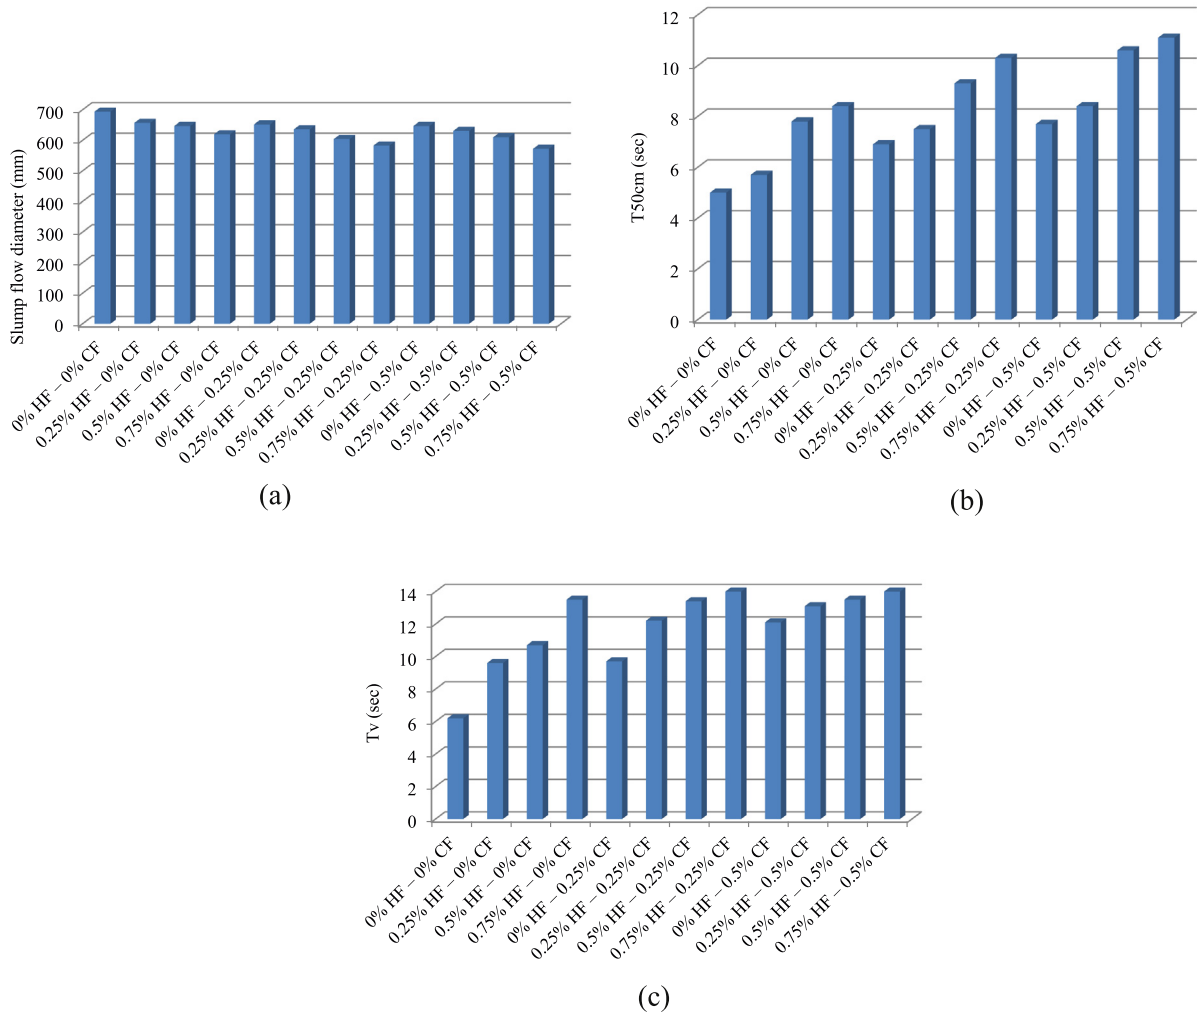 Slump flow diameter (mm)
700
600
500
400
300
200
100
0
0% HF – 0% CF
0.25% HF – 0% CF
0.5% HF – 0% CF
0.75% HF – 0% CF
0% HF – 0.25% CF
0.25% HF – 0.25% CF
0.5% HF – 0.25% CF
0.75% HF – 0.25% CF
0% HF – 0.5% CF
0.25% HF – 0.5% CF
0.5% HF – 0.5% CF
0.75% HF – 0.5% CF
(a)
T50cm (sec)
12
10
8
6
4
2
0
0% HF – 0% CF
0.25% HF – 0% CF
0.5% HF – 0% CF
0.75% HF – 0% CF
0% HF – 0.25% CF
0.25% HF – 0.25% CF
0.5% HF – 0.25% CF
0.75% HF – 0.25% CF
0% HF – 0.5% CF
0.25% HF – 0.5% CF
0.5% HF – 0.5% CF
0.75% HF – 0.5% CF
(b)
Tv (sec)
14
12
10
8
6
4
2
0
0% HF – 0% CF
0.25% HF – 0% CF
0.5% HF – 0% CF
0.75% HF – 0% CF
0% HF – 0.25% CF
0.25% HF – 0.25% CF
0.5% HF – 0.25% CF
0.75% HF – 0.25% CF
0% HF – 0.5% CF
0.25% HF – 0.5% CF
0.5% HF – 0.5% CF
0.75% HF – 0.5% CF
(c)